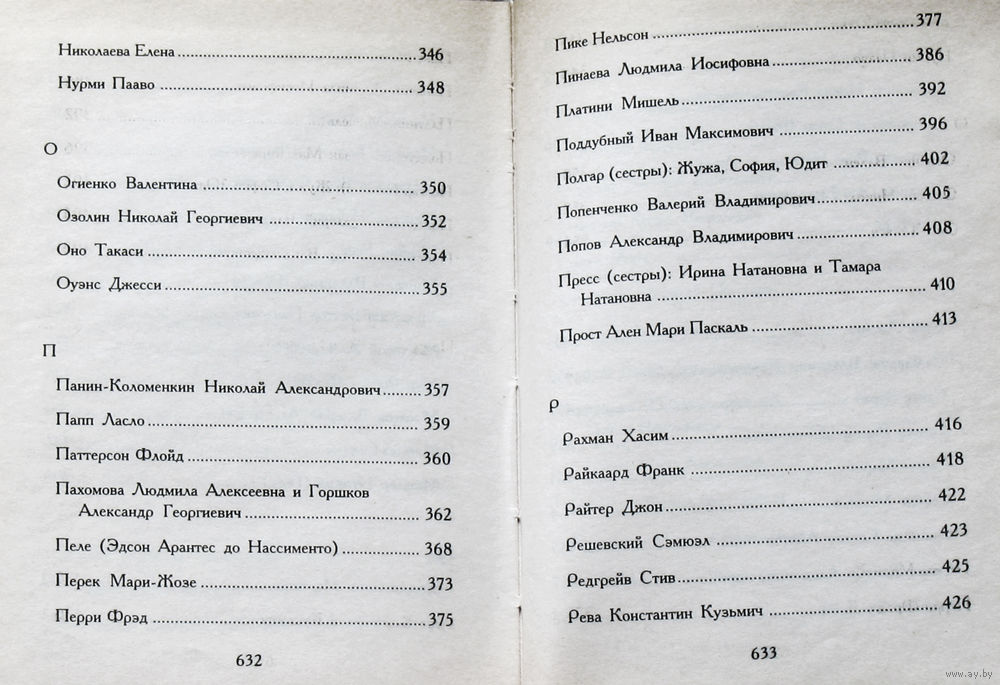 Николаева Елена ........ 346
Нурми Пааво ........ 348
О
Огиенко Валентина ........ 350
Озолин Николай Георгиевич ........ 352
Оно Такаси ........ 354
Оуэнс Джесси ........ 355
П
Панин-Коломенкин Николай Александрович ........ 357
Папп Ласло ........ 359
Паттерсон Флойд ........ 360
Пахомова Людмила Алексеевна и Горшков
Александр Георгиевич ........ 362
Пеле (Эдсон Арантес до Нассименто) ........ 368
Перек Мари-Жозе ........ 373
Перри Фрэд ........ 375
632
Пике Нельсон ........ 377
Пинаева Людмила Иосифовна ........ 386
Платини Мишель ........ 392
Поддубный Иван Максимович ........ 396
Полгар (сестры): Жужа, София, Юдит ........ 402
Попенченко Валерий Владимирович ........ 405
Попов Александр Владимирович ........ 408
Пресс (сестры): Ирина Натановна и Тамара
Натановна ........ 410
Прост Ален Мари Паскаль ........ 413
Р
Рахман Хасим ........ 416
Райкаард Франк ........ 418
Райтер Джон ........ 422
Решевский Сэмюэл ........ 423
Редгрейв Стив ........ 425
Рева Константин Кузьмич ........ 426
633
www.ay.by